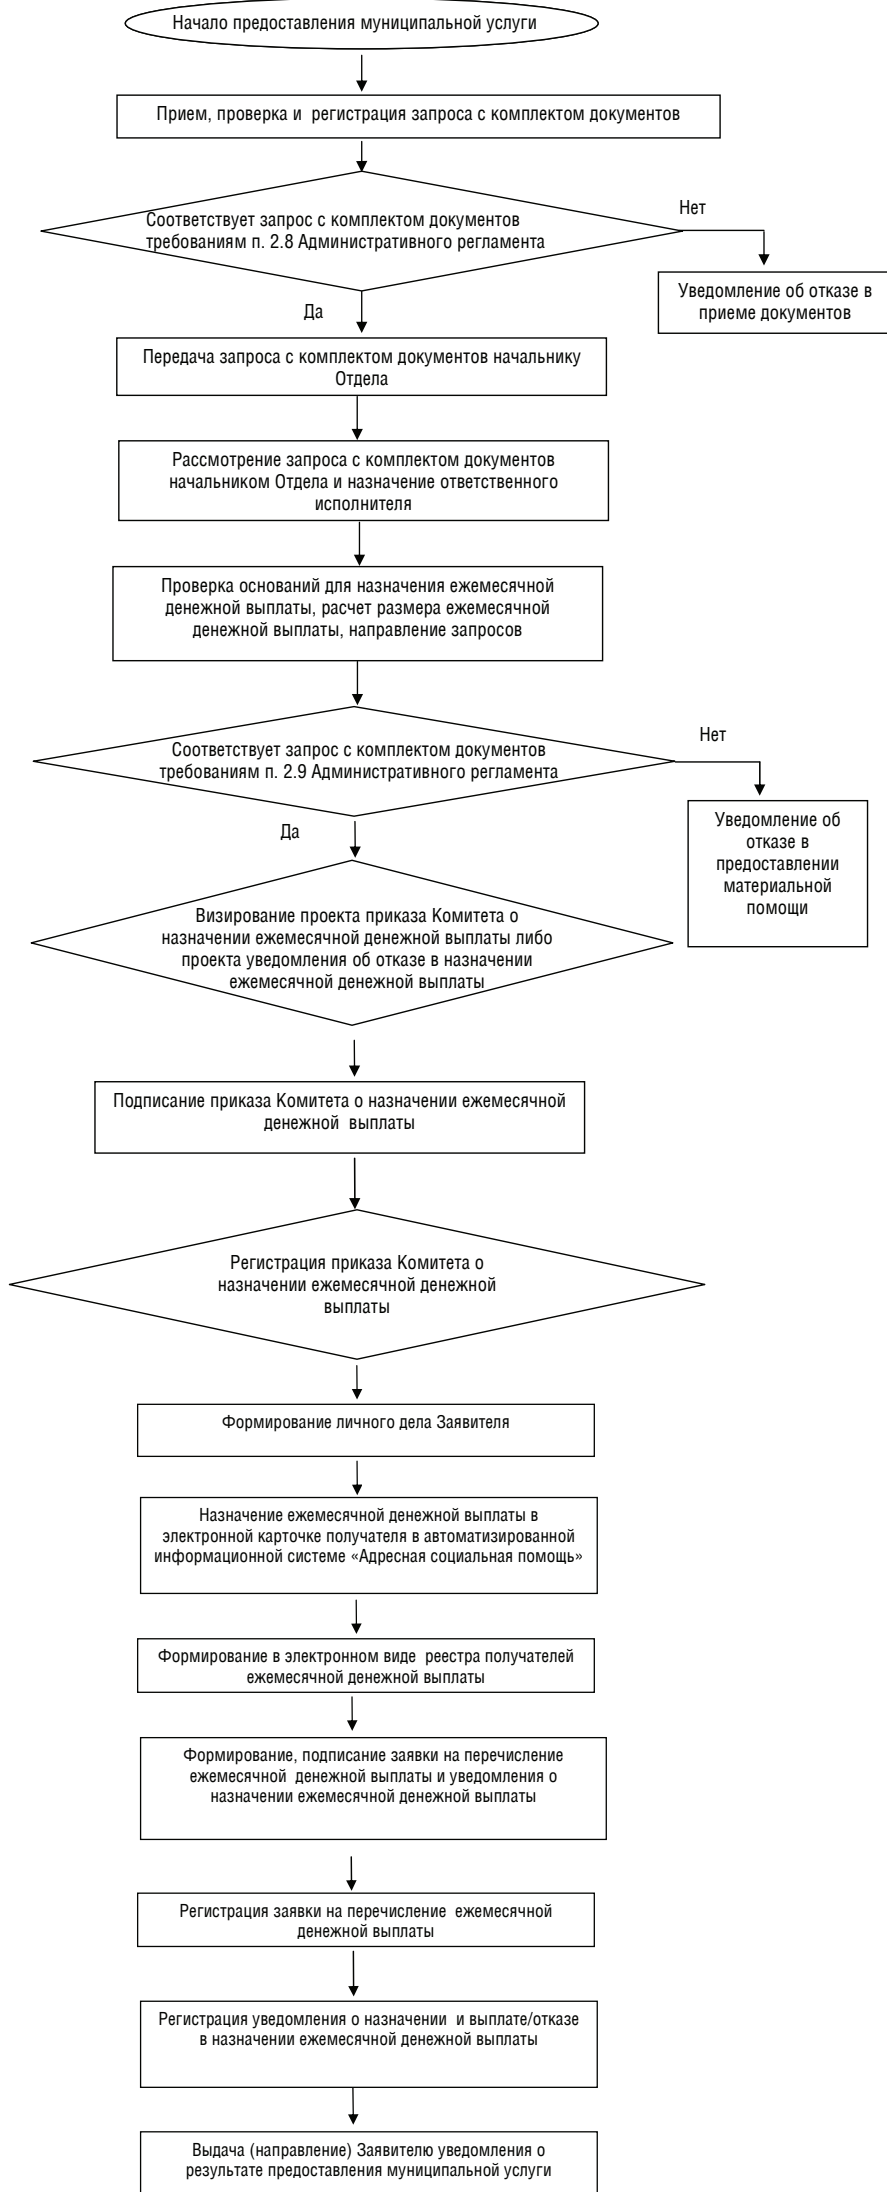 Начало предоставления муниципальной услуги
Прием, проверка и регистрация запроса с комплектом документов
Соответствует запрос с комплектом документов
требованиям п. 2.8 Административного регламента
Нет
Уведомление об отказе в
приеме документов
Да
Передача запроса с комплектом документов начальнику
Отдела
Рассмотрение запроса с комплектом документов
начальником Отдела и назначение ответственного
исполнителя
Проверка оснований для назначения ежемесячной
денежной выплаты, расчет размера ежемесячной
денежной выплаты, направление запросов
Соответствует запрос с комплектом документов
требованиям п. 2.9 Административного регламента
Нет
Уведомление об
отказе в
предоставлении
материальной
помощи
Да
Визирование проекта приказа Комитета о
назначении ежемесячной денежной выплаты либо
проекта уведомления об отказе в назначении
ежемесячной денежной выплаты
Подписание приказа Комитета о назначении ежемесячной
денежной выплаты
Регистрация приказа Комитета о
назначении ежемесячной денежной
выплаты
Формирование личного дела Заявителя
Назначение ежемесячной денежной выплаты в
электронной карточке получателя в автоматизированной
информационной системе «Адресная социальная помощь»
Формирование в электронном виде реестра получателей
ежемесячной денежной выплаты
Формирование, подписание заявки на перечисление
ежемесячной денежной выплаты и уведомления о
назначении ежемесячной денежной выплаты
Регистрация заявки на перечисление ежемесячной
денежной выплаты
Регистрация уведомления о назначении и выплате/отказе
в назначении ежемесячной денежной выплаты
Выдача (направление) Заявителю уведомления о
результате предоставления муниципальной услуги